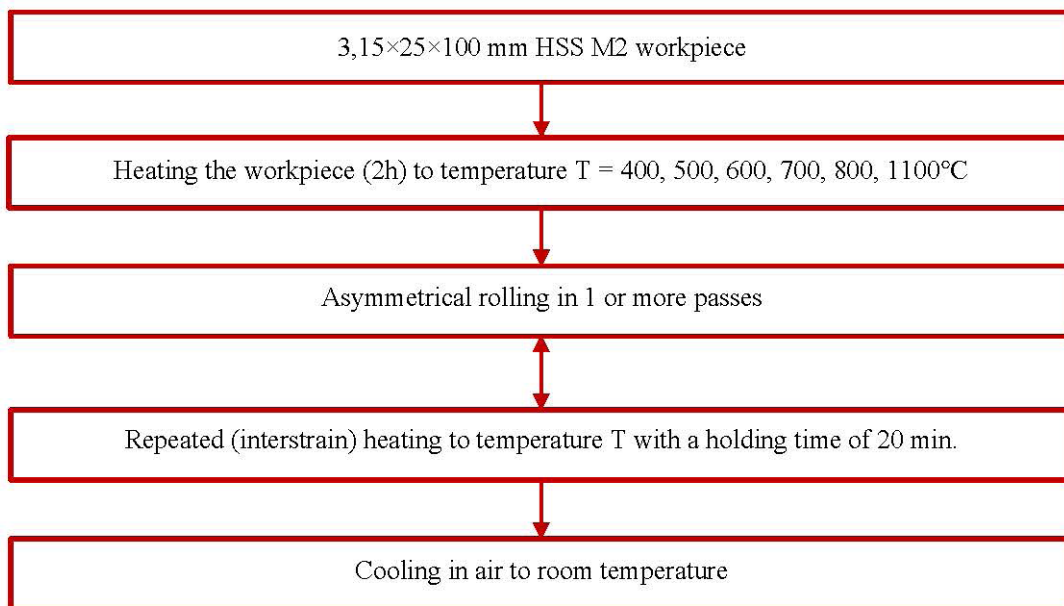 3,15×25×100 mm HSS M2 workpiece
Heating the workpiece (2h) to temperature T = 400, 500, 600, 700, 800, 1100°C
Asymmetrical rolling in 1 or more passes
Repeated (interstrain) heating to temperature T with a holding time of 20 min.
Cooling in air to room temperature